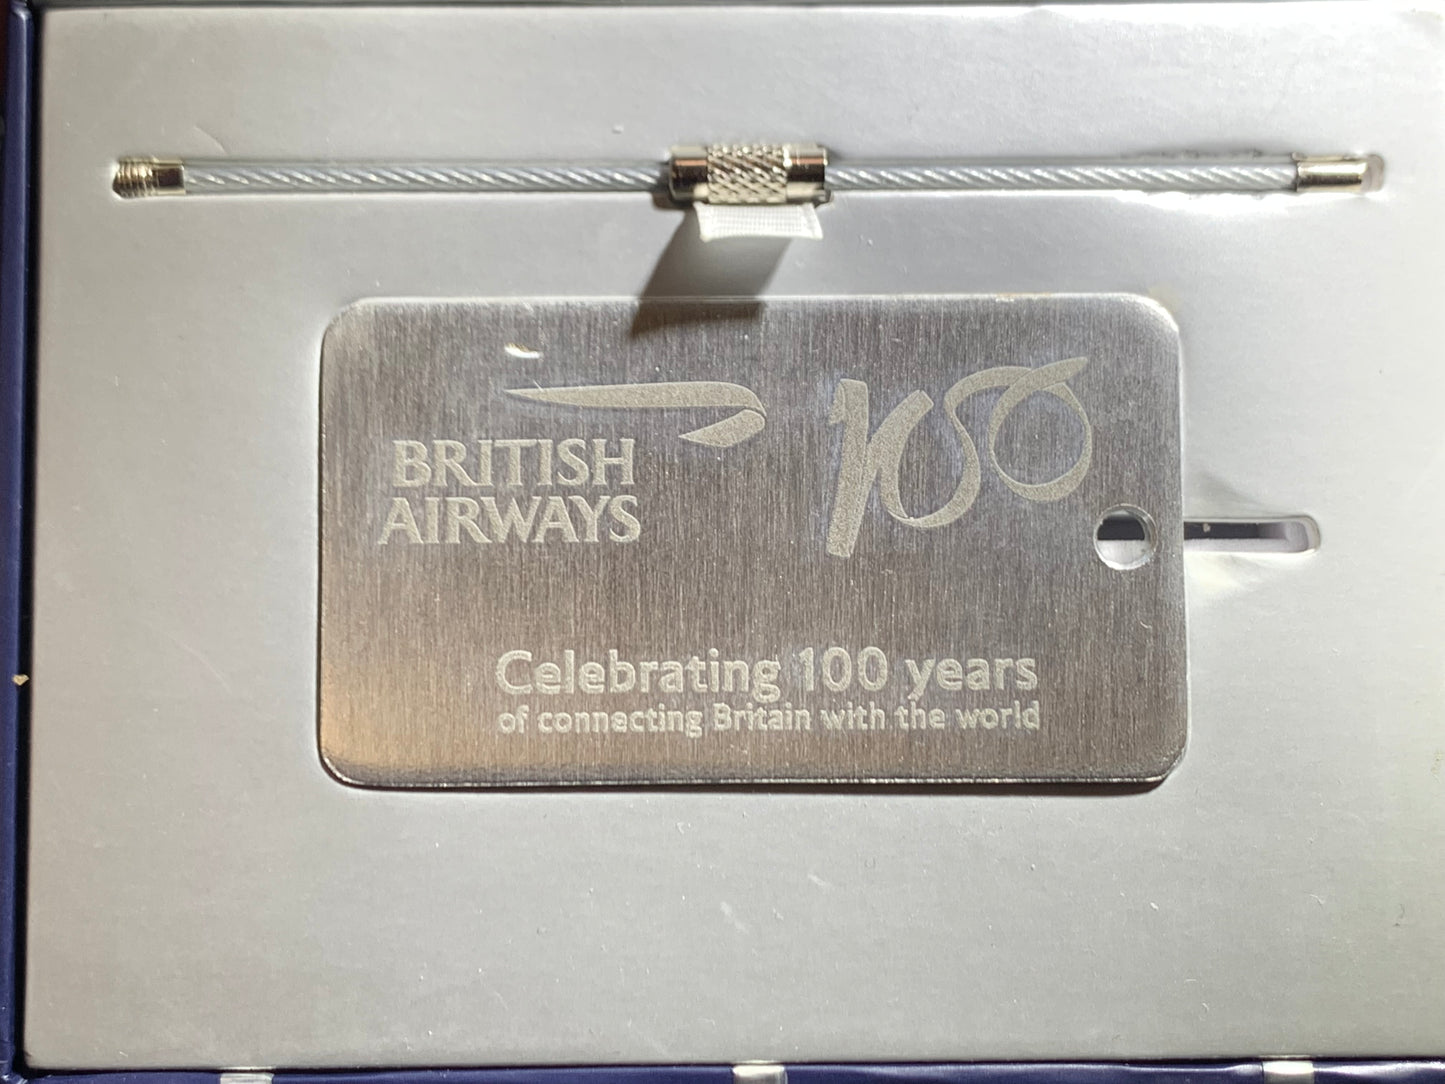 BRITISH
AIRWAYS
100
Celebrating 100 years
of connecting Britain with the world